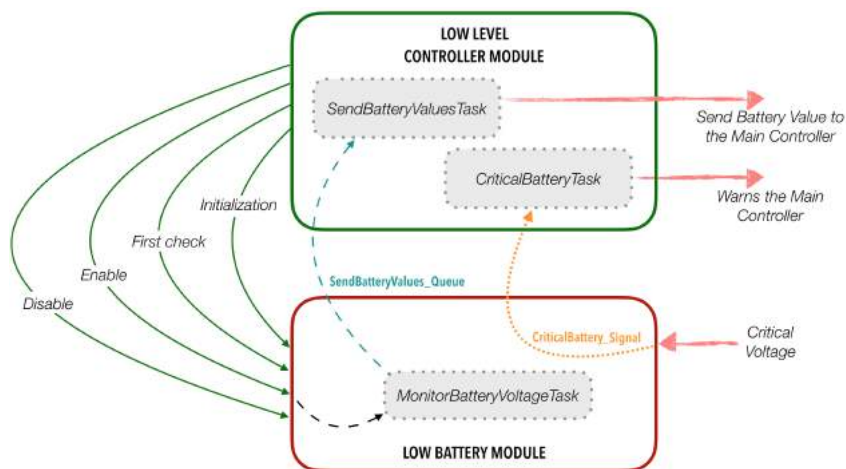 LOW LEVEL
CONTROLLER MODULE
SendBatteryValuesTask
Send Battery Value to
the Main Controller
CriticalBatteryTask
Warns the Main
Controller
Initialization
First check
Enable
Disable
SendBatteryValues_Queue
CriticalBattery_Signal
Critical
Voltage
MonitorBatteryVoltageTask
LOW BATTERY MODULE